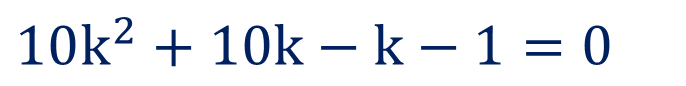 10k² + 10k − k − 1 = 0